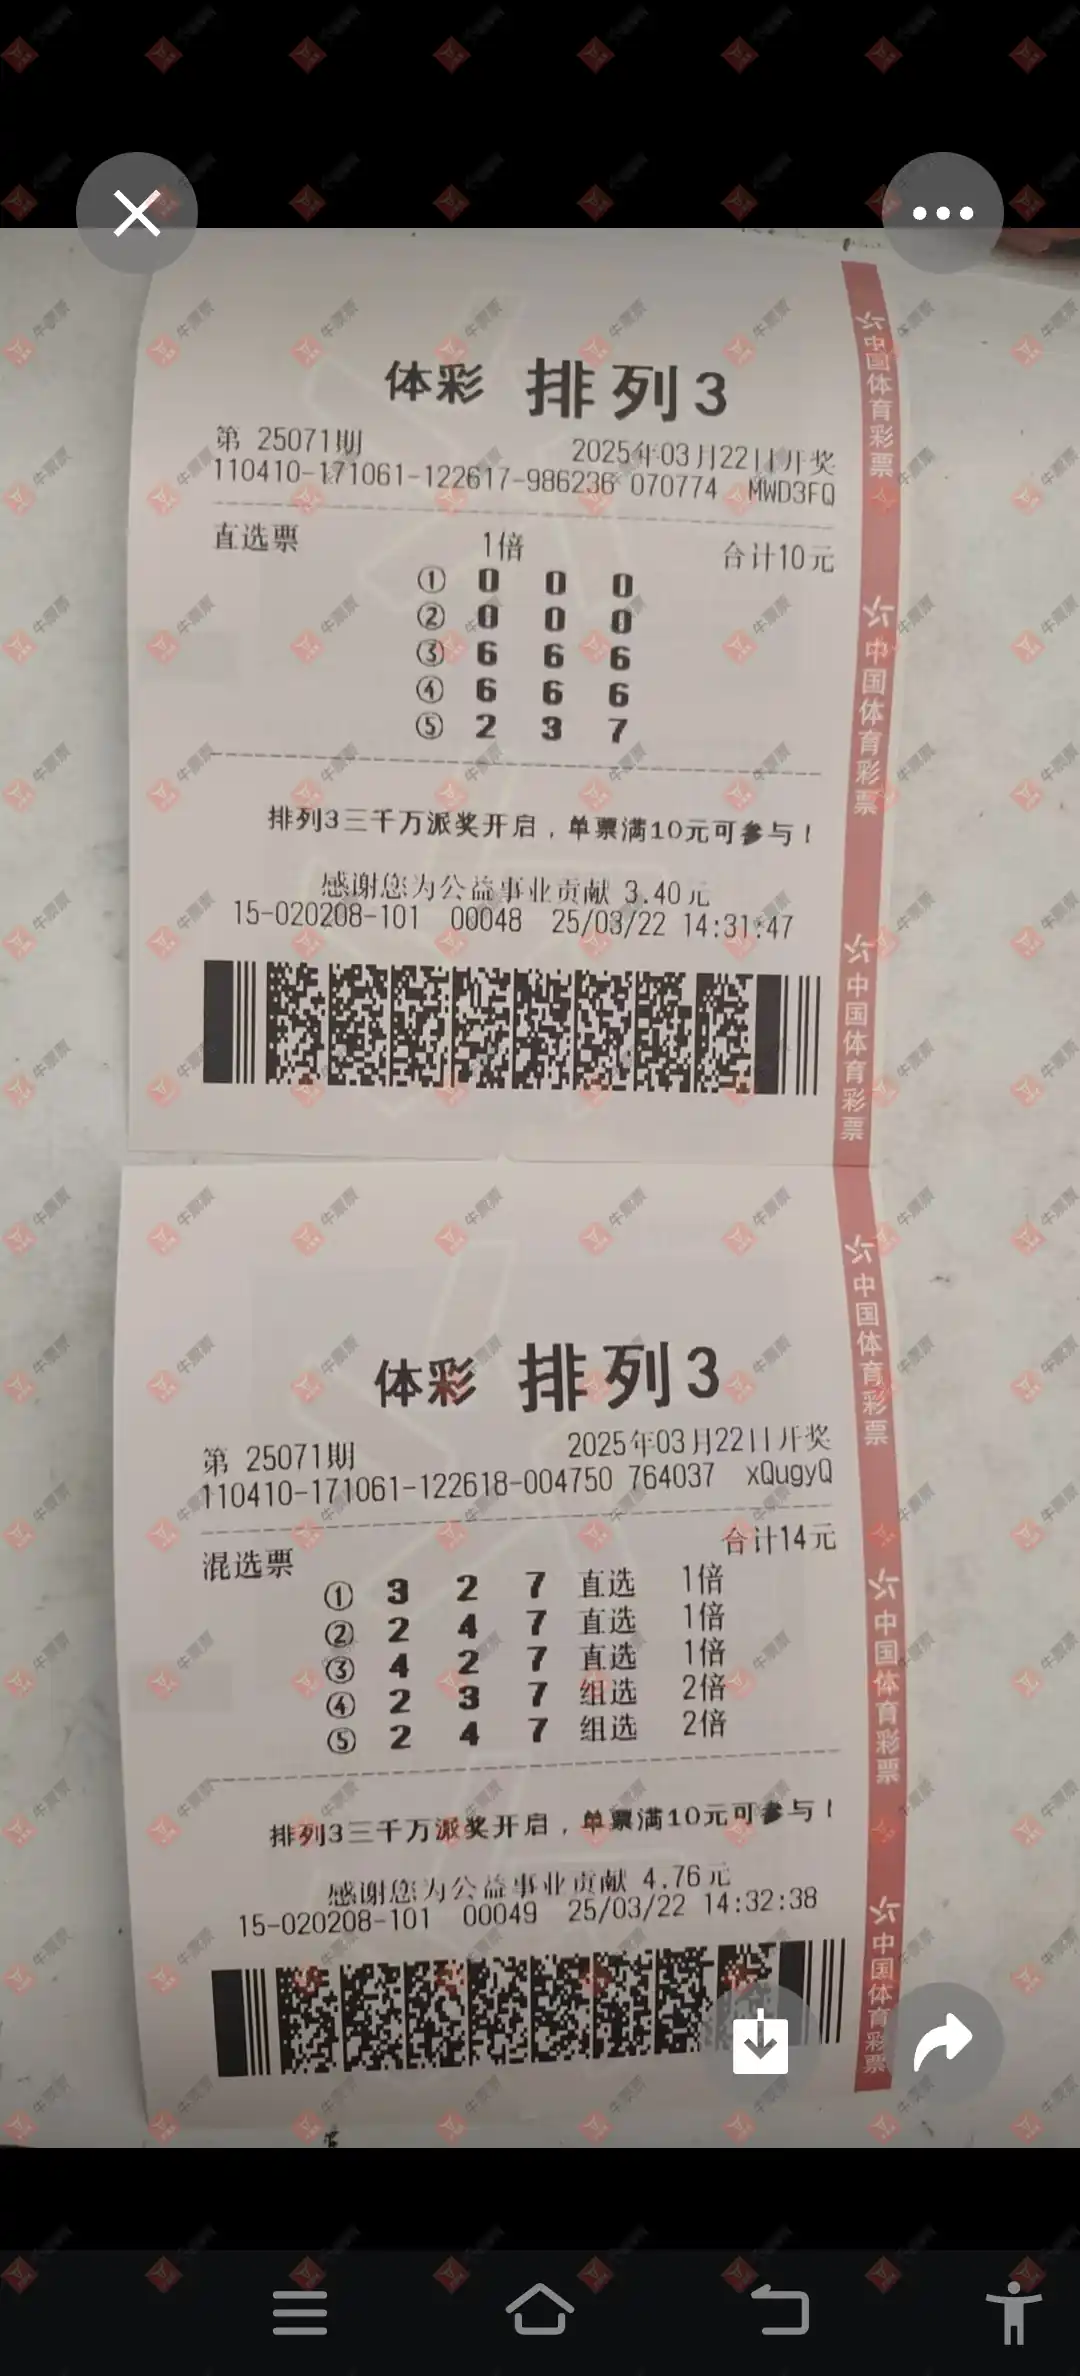 体彩 排列3
第 25071期 2025年03月22日开奖
110410-171061-122617-986236 070774 MWD3FQ
直选票 1倍 合计10元
① 0 0 0
② 0 0 0
③ 6 6 6
④ 6 6 6
⑤ 2 3 7
排列3三千万派奖开启，单票满10元可参与！
感谢您为公益事业贡献 3.40元
15-020208-101 00048 25/03/22 14:31:47
中国体育彩票
中国体育彩票
中国体育彩票
体彩 排列3
第 25071期 2025年03月22日开奖
110410-171061-122618-004750 764037 xQugyQ
混选票 合计14元
① 3 2 7 直选 1倍
② 2 4 7 直选 1倍
③ 4 2 7 直选 1倍
④ 2 3 7 组选 2倍
⑤ 2 4 7 组选 2倍
排列3三千万派奖开启，单票满10元可参与！
感谢您为公益事业贡献 4.76元
15-020208-101 00049 25/03/22 14:32:38
中国体育彩票
中国体育彩票
中国体育彩票